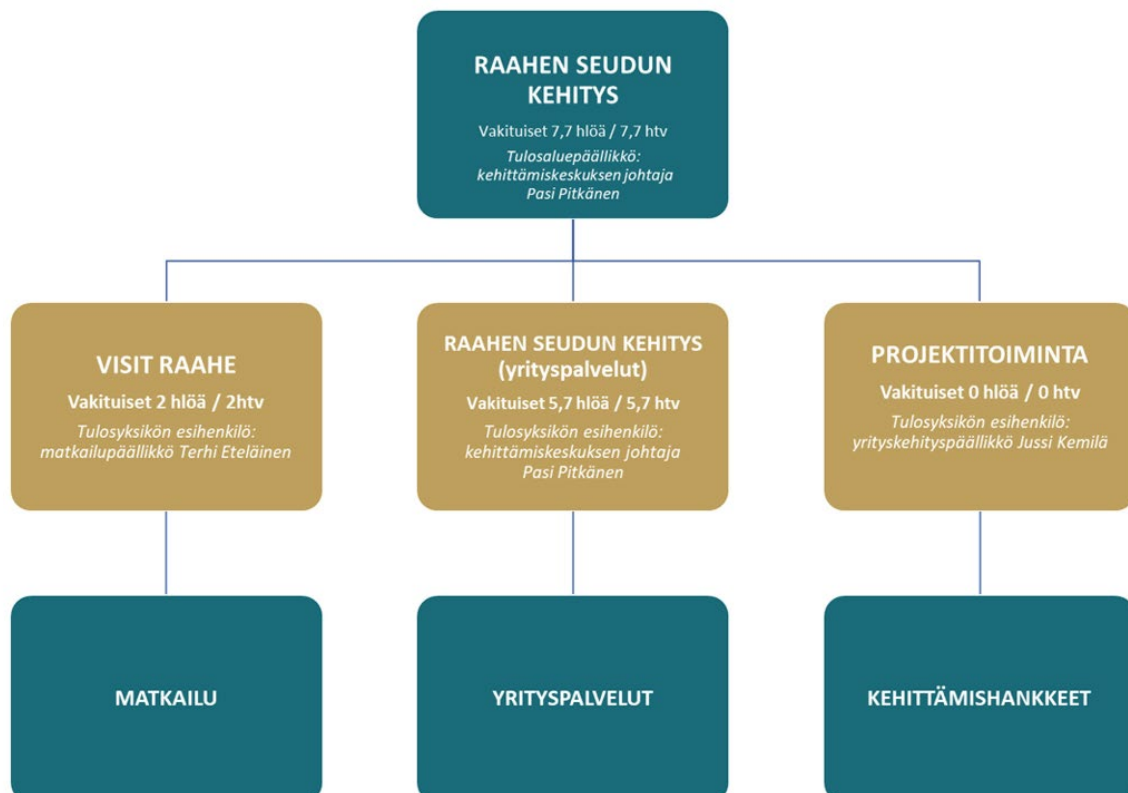 RAAHEN SEUDUN
KEHITYS
Vakituiset 7,7 hlöä / 7,7 htv
Tulosaluepäällikkö:
kehittämiskeskuksen johtaja
Pasi Pitkänen
VISIT RAAHE
Vakituiset 2 hlöä / 2htv
Tulosyksikön esihenkilö:
matkailupäällikkö Terhi Eteläinen
RAAHEN SEUDUN KEHITYS
(yrityspalvelut)
Vakituiset 5,7 hlöä / 5,7 htv
Tulosyksikön esihenkilö:
kehittämiskeskuksen johtaja
Pasi Pitkänen
PROJEKTITOIMINTA
Vakituiset 0 hlöä / 0 htv
Tulosyksikön esihenkilö:
yrityskehityspäällikkö Jussi Kemilä
MATKAILU
YRITYSPALVELUT
KEHITTÄMISHANKKEET